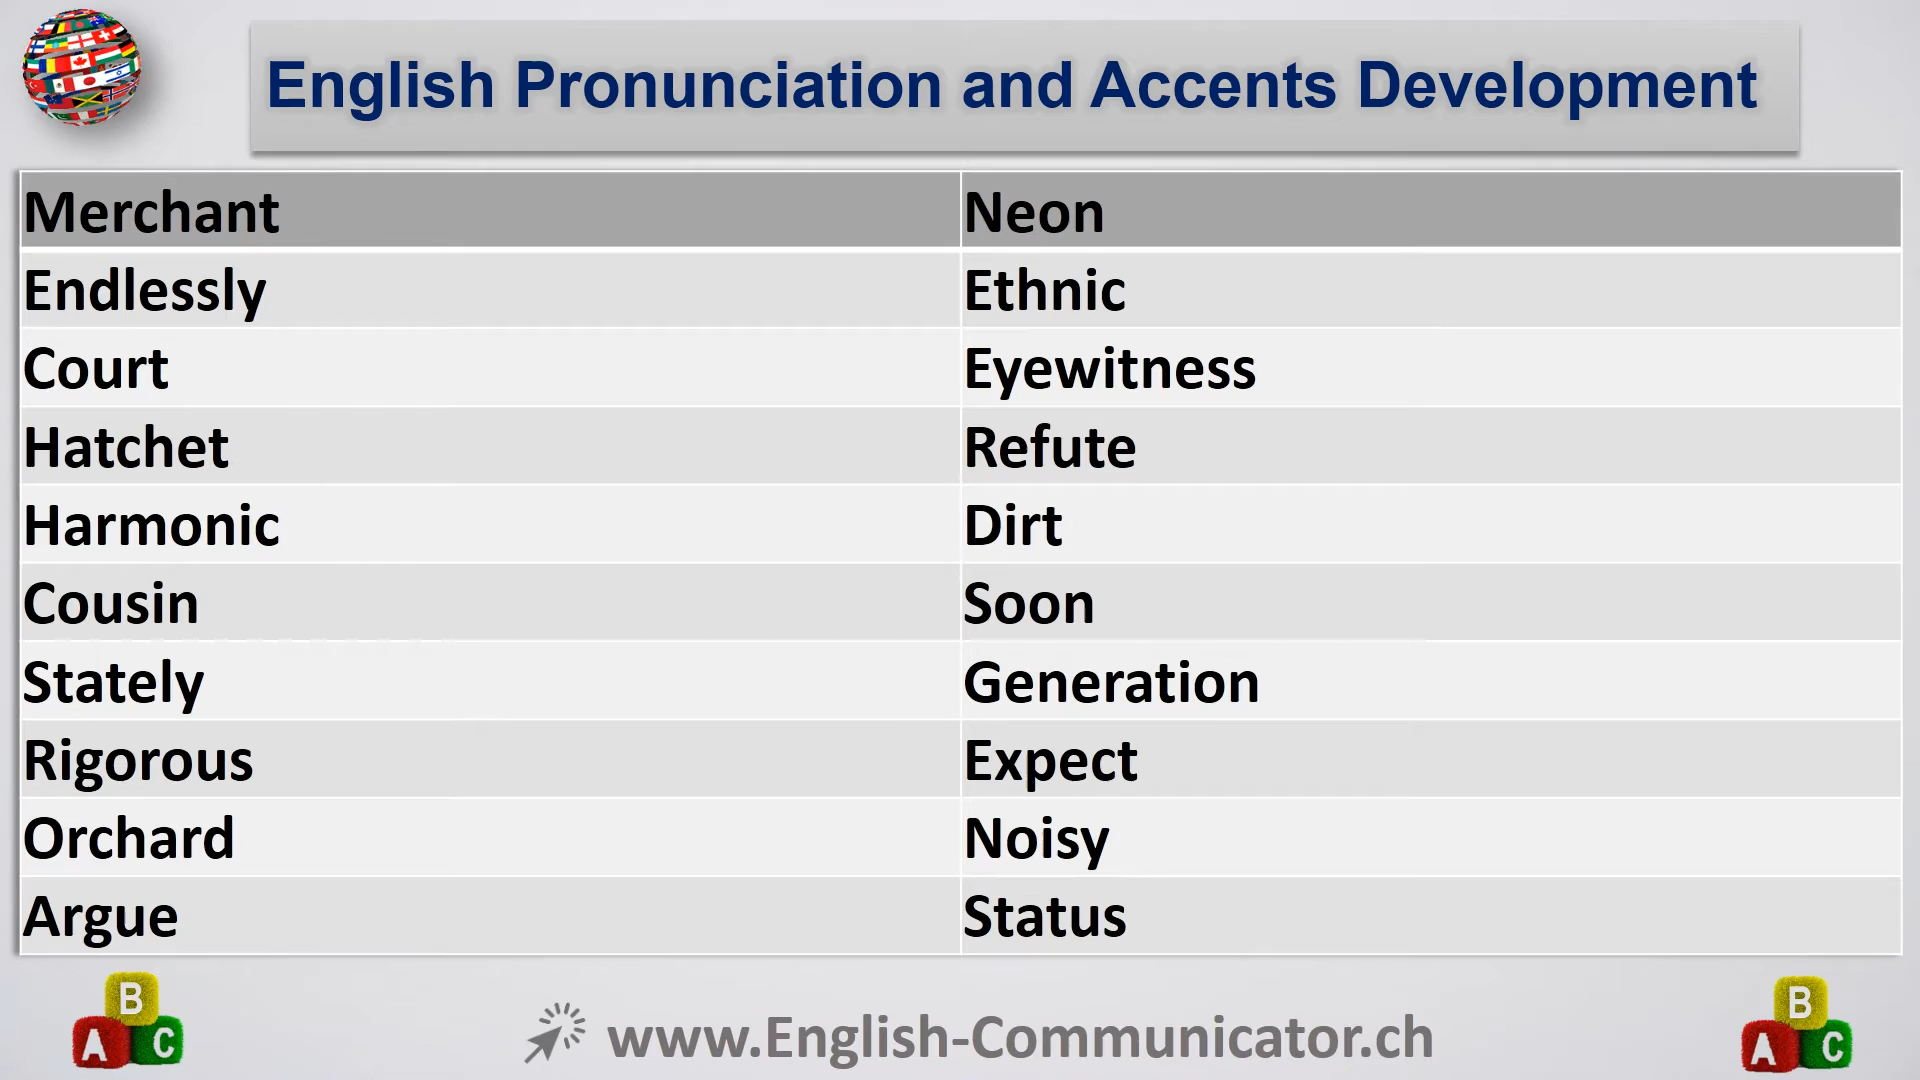 English Pronunciation and Accents Development
Merchant Neon
Endlessly Ethnic
Court Eyewitness
Hatchet Refute
Harmonic Dirt
Cousin Soon
Stately Generation
Rigorous Expect
Orchard Noisy
Argue Status
B
A C
www.English-Communicator.ch
B
A C